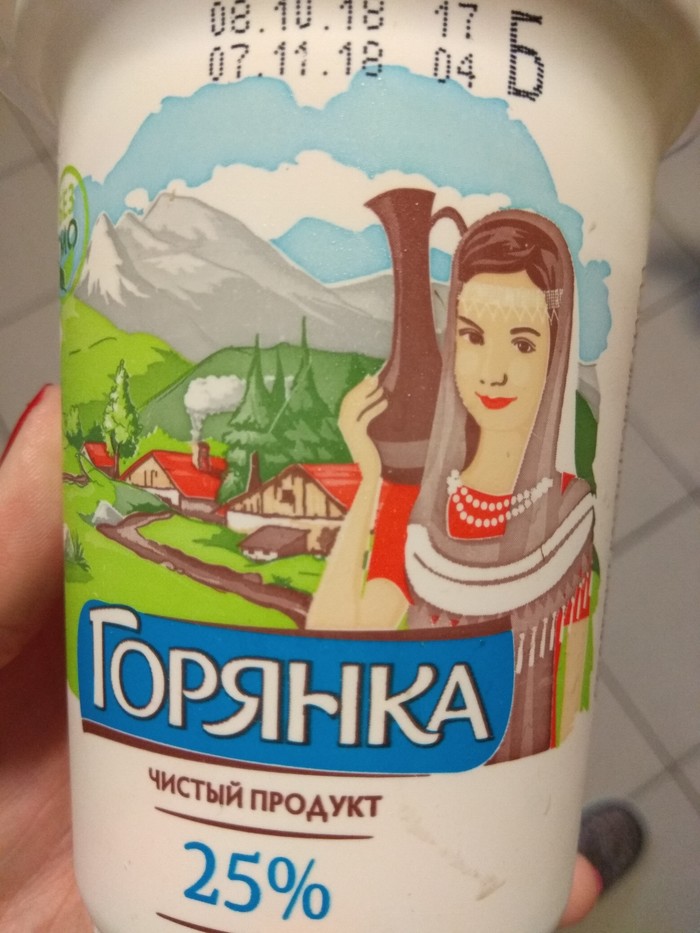 08.10.18 17
07.11.18 04
Б
ГОРЯНКА
ЧИСТЫЙ ПРОДУКТ
25%